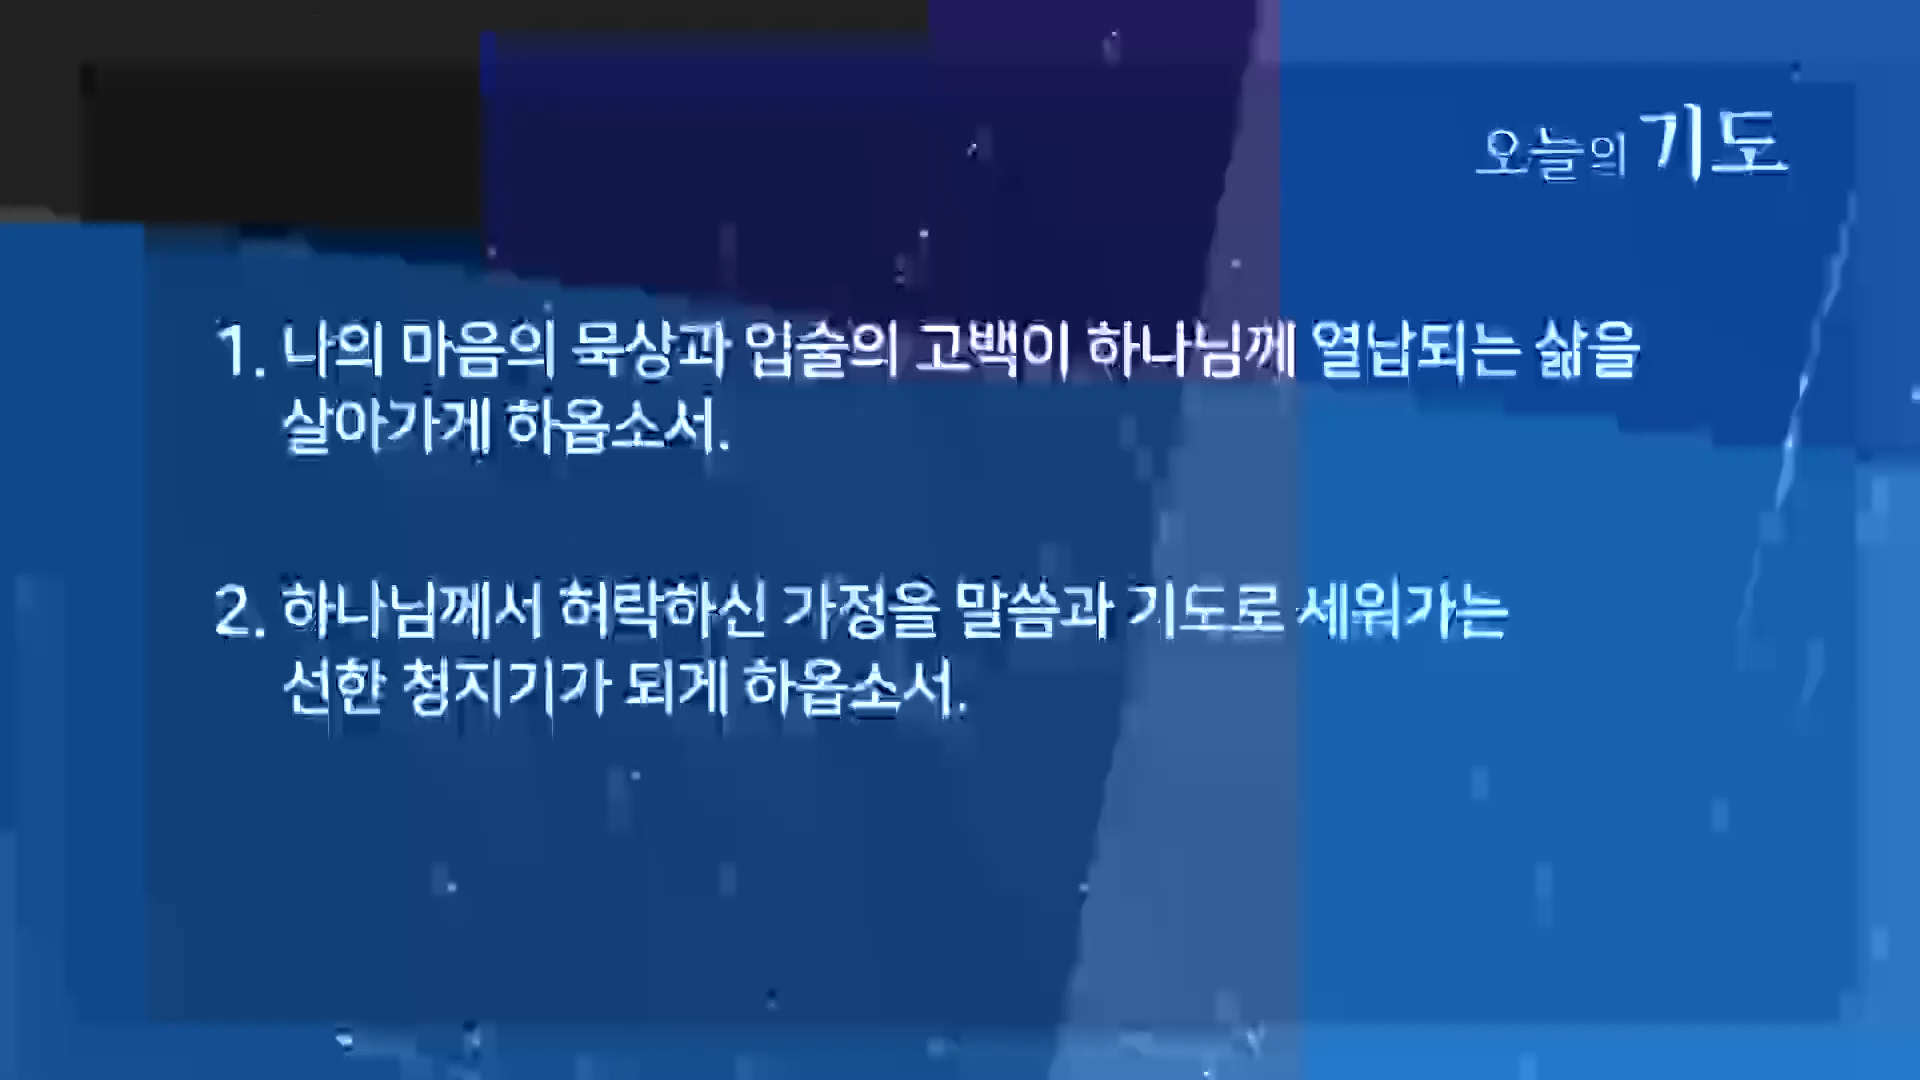 오늘의 기도
1. 나의 마음의 묵상과 입술의 고백이 하나님께 열납되는 삶을
살아가게 하옵소서.
2. 하나님께서 허락하신 가정을 말씀과 기도로 세워가는
선한 청지기가 되게 하옵소서.